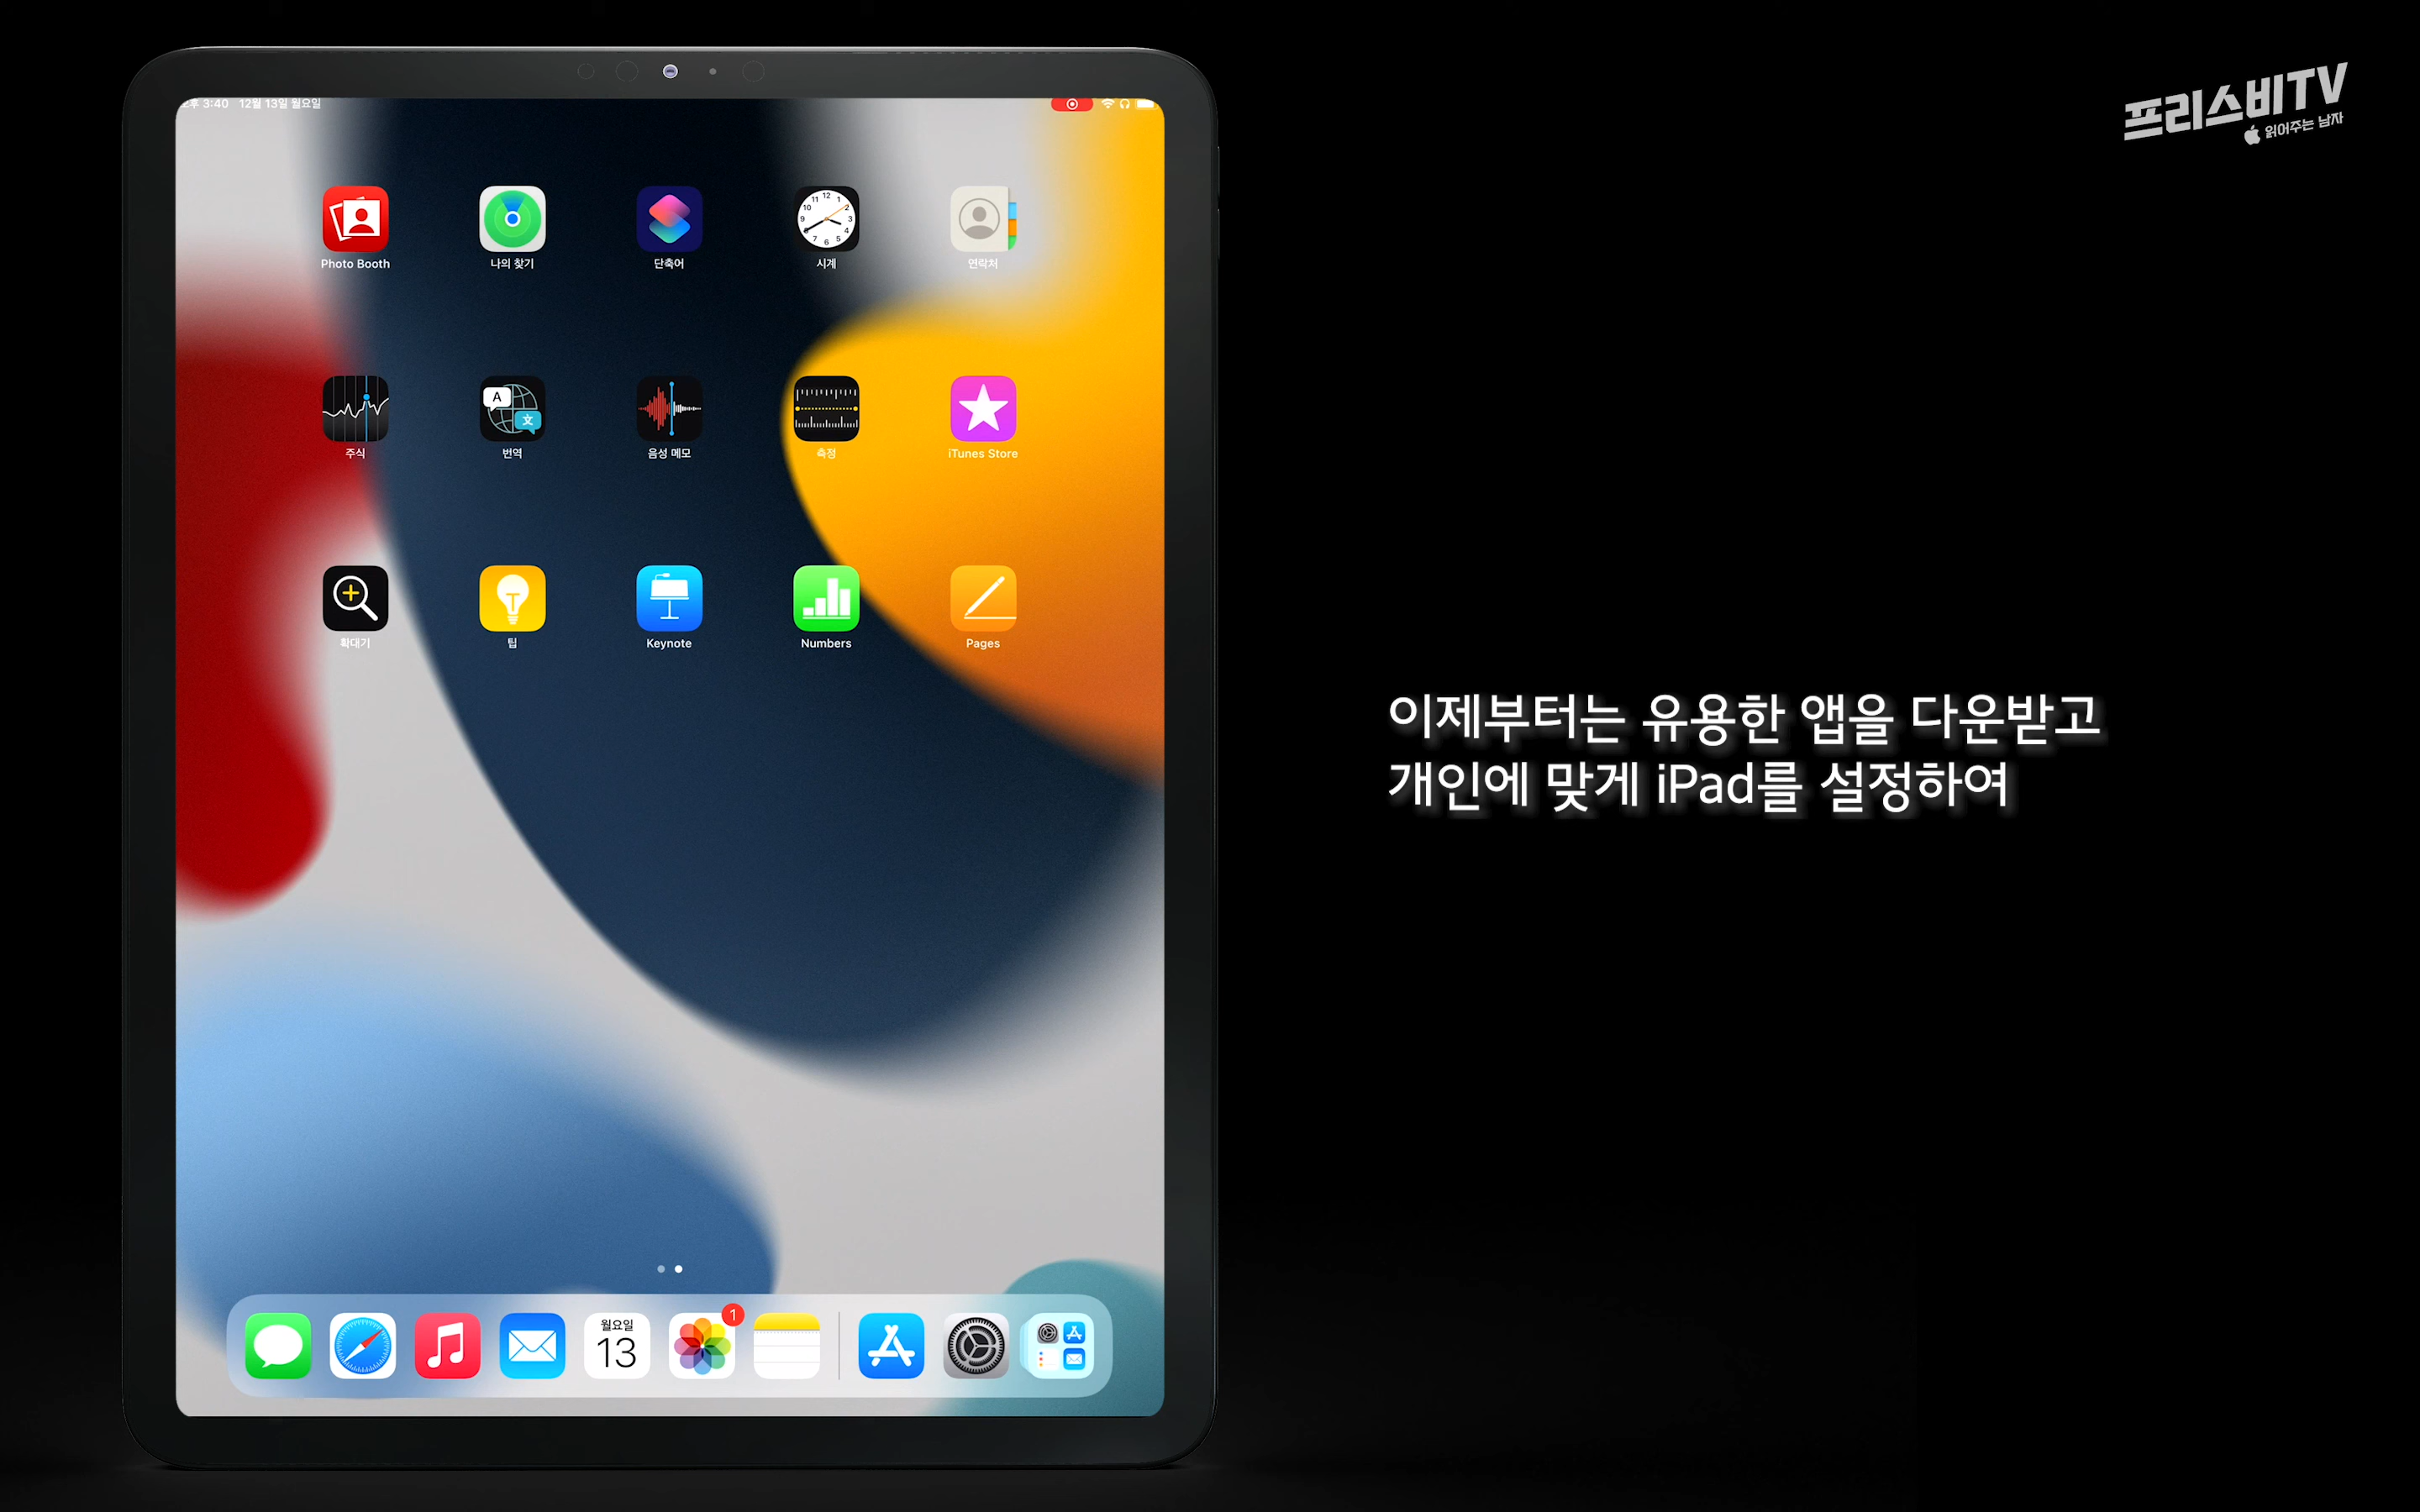 프리스비TV
읽어주는 남자
오후 3:40 12월 13일 월요일
Photo Booth
나의 찾기
단축어
시계
연락처
주식
번역
음성 메모
측정
iTunes Store
확대기
팁
Keynote
Numbers
Pages
이제부터는 유용한 앱을 다운받고
개인에 맞게 iPad를 설정하여
월요일
13
1